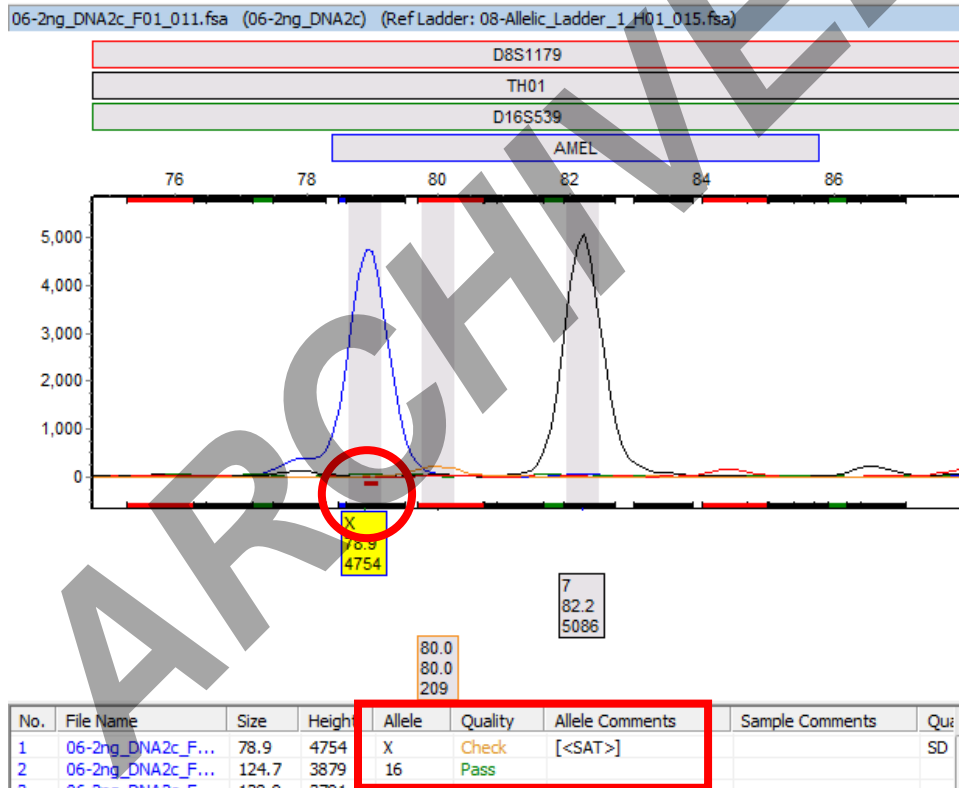 06-2ng_DNA2c_F01_011.fsa (06-2ng_DNA2c) (Ref Ladder: 08-Allelic_Ladder_1_H01_015.fsa)
D8S1179
TH01
D16S539
AMEL
76 78 80 82 84 86
5,000
4,000
3,000
2,000
1,000
0
X
78.9
4754
7
82.2
5086
80.0
80.0
209
No. File Name Size Height Allele Quality Allele Comments Sample Comments
1 06-2ng_DNA2c_F... 78.9 4754 X Check [<SAT>] SD
2 06-2ng_DNA2c_F... 124.7 3879 16 Pass
ARCHIVE